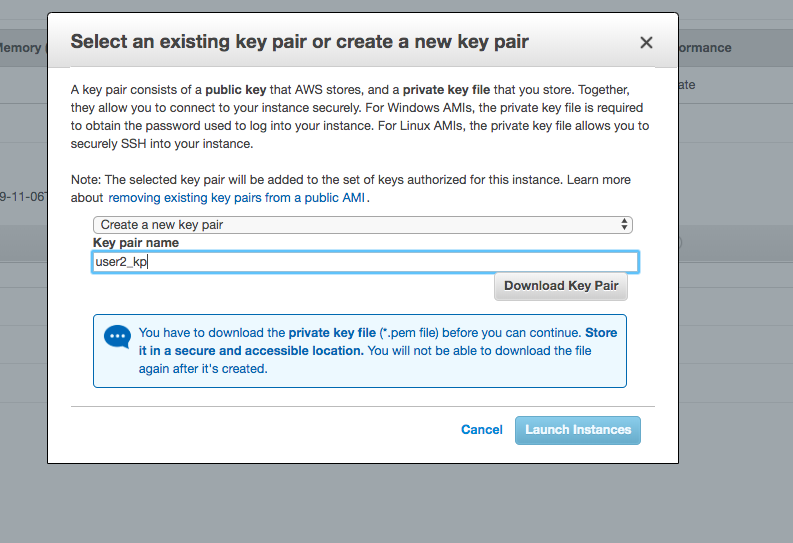 Select an existing key pair or create a new key pair
Memory
ormance
A key pair consists of a public key that AWS stores, and a private key file that you store. Together,
ate
they allow you to connect to your instance securely. For Windows AMIs, the private key file is required
to obtain the password used to log into your instance. For Linux AMIs, the private key file allows you to
securely SSH into your instance.
Note: The selected key pair will be added to the set of keys authorized for this instance. Learn more
9-11-06T
about removing existing key pairs from a public AMI.
Create a new key pair
Key pair name
user2_kp
Download Key Pair
You have to download the private key file (*.pem file) before you can continue. Store
it in a secure and accessible location. You will not be able to download the file
again after it's created.
Cancel
Launch Instances